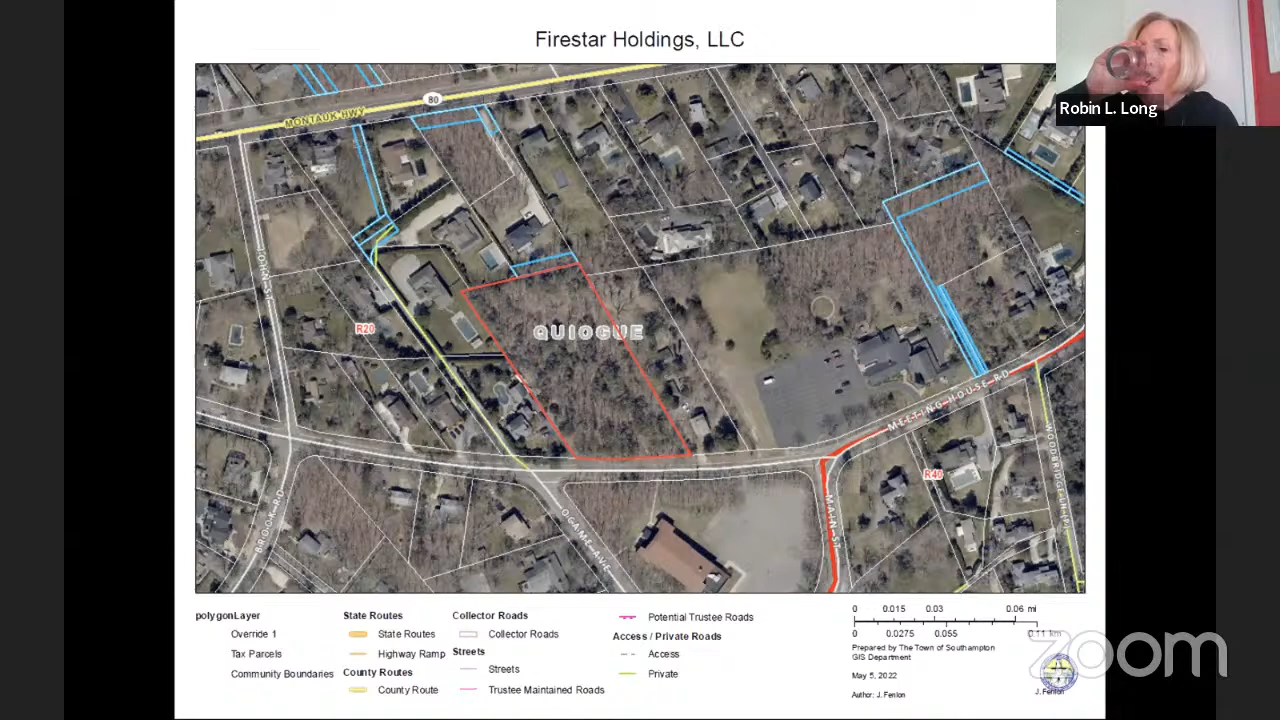 Firestar Holdings, LLC
Robin L. Long
80
MONTAUK HWY
JOHN ST
R20
QUIOGUE
MEETING HOUSE RD
R40
MAIN ST
OGAME AVE
BROOK RD
polygonLayer
Override 1
Tax Parcels
Community Boundaries
State Routes
State Routes
Highway Ramp
County Routes
County Route
Collector Roads
Collector Roads
Streets
Streets
Trustee Maintained Roads
Potential Trustee Roads
Access / Private Roads
Access
Private
0 0.015 0.03 0.06 mi
0 0.0275 0.055 0.11 km
Prepared by The Town of Southampton
GIS Department
May 5, 2022
Author: J. Fenlon
J. Fenlon
zoom